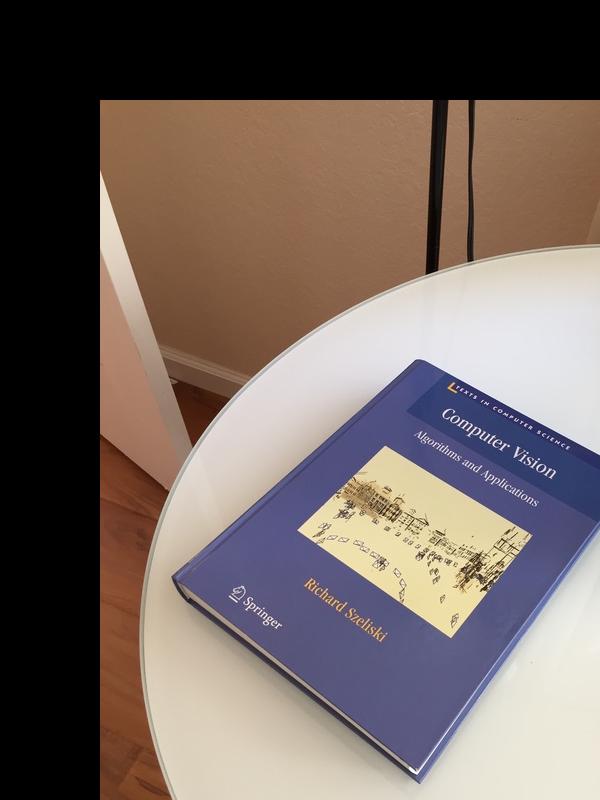 TEXTS IN COMPUTER SCIENCE
Computer Vision
Algorithms and Applications
Richard Szeliski
Springer